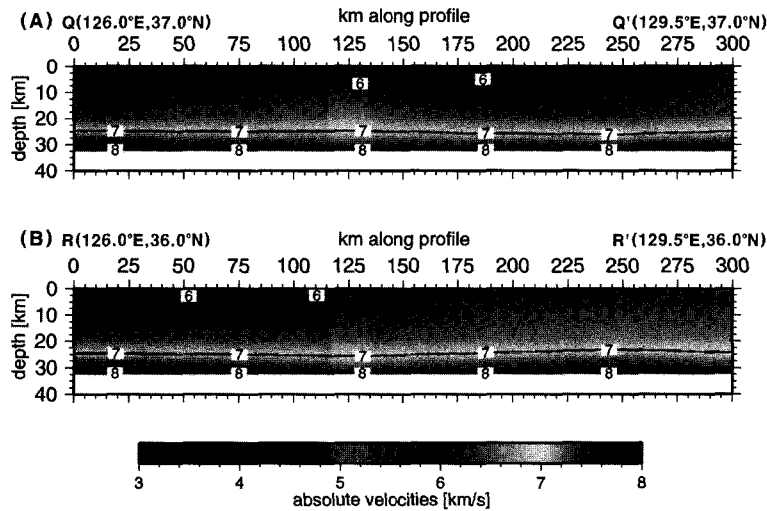 (A) Q(126.0°E,37.0°N) km along profile Q'(129.5°E,37.0°N)
0 25 50 75 100 125 150 175 200 225 250 275 300
0
10
20
30
40
depth [km]
6 6
7 7 7 7 7
8 8 8 8 8
(B) R(126.0°E,36.0°N) km along profile R'(129.5°E,36.0°N)
0 25 50 75 100 125 150 175 200 225 250 275 300
0
10
20
30
40
depth [km]
6 6
7 7 7 7 7
8 8 8 8 8
3 4 5 6 7 8
absolute velocities [km/s]